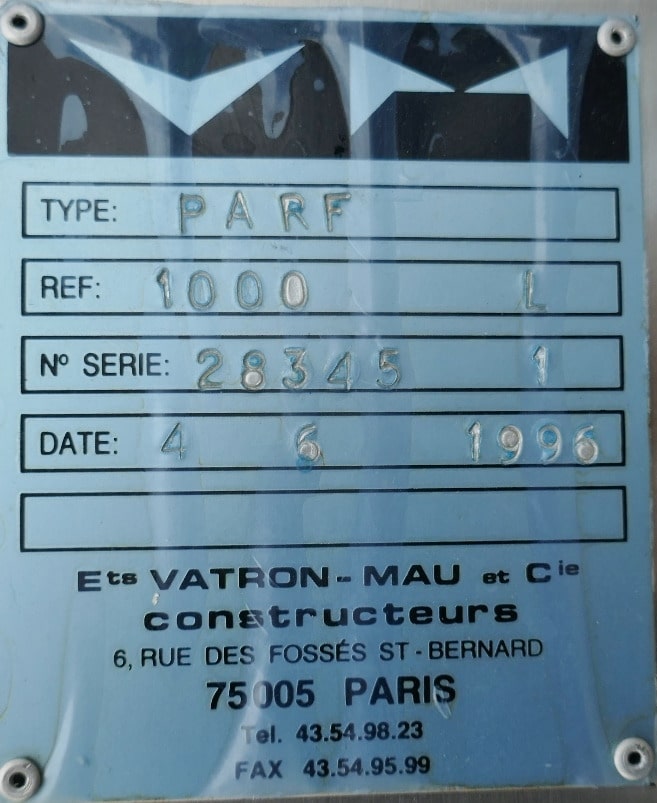 VM
TYPE: PARF
REF: 1000 L
Nº SERIE: 28345 1
DATE: 4 6 1996
Ets VATRON-MAU et Cie
constructeurs
6, RUE DES FOSSÉS ST-BERNARD
75005 PARIS
Tel. 43.54.98.23
FAX 43.54.95.99